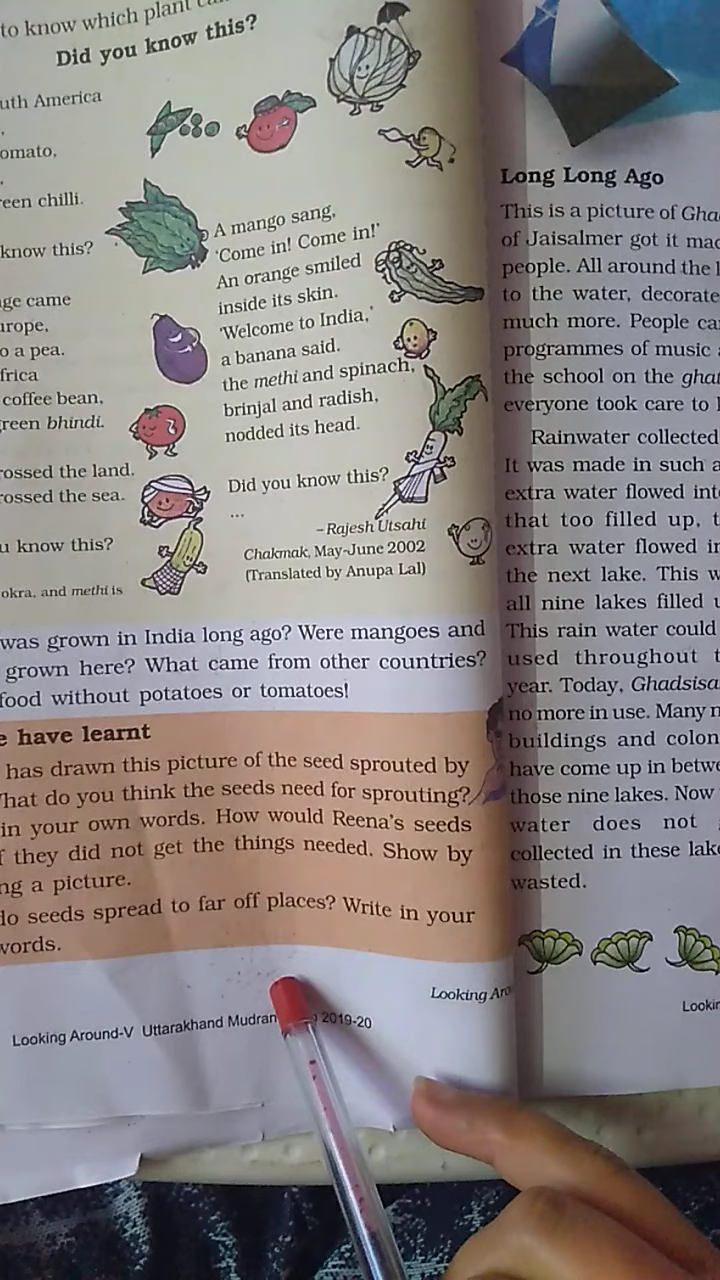 to know which plant
Did you know this?
uth America
omato,
een chilli.
know this?
ge came
urope,
o a pea.
frica
coffee bean,
green bhindi.
rossed the land.
rossed the sea.
u know this?
okra, and methi is
A mango sang,
'Come in! Come in!'
An orange smiled
inside its skin.
'Welcome to India,'
a banana said.
the methi and spinach,
brinjal and radish,
nodded its head.
Did you know this?
...
– Rajesh Utsahi
Chakmak, May-June 2002
(Translated by Anupa Lal)
was grown in India long ago? Were mangoes and
grown here? What came from other countries?
food without potatoes or tomatoes!
e have learnt
has drawn this picture of the seed sprouted by
What do you think the seeds need for sprouting?
in your own words. How would Reena's seeds
f they did not get the things needed. Show by
ng a picture.
do seeds spread to far off places? Write in your
words.
Looking Aro
Looking Around-V Uttarakhand Mudran 2019-20
Long Long Ago
This is a picture of Gha
of Jaisalmer got it mad
people. All around the l
to the water, decorate
much more. People ca
programmes of music
the school on the ghat
everyone took care to
Rainwater collected
It was made in such a
extra water flowed int
that too filled up, t
extra water flowed in
the next lake. This w
all nine lakes filled u
This rain water could
used throughout t
year. Today, Ghadsisa
no more in use. Many n
buildings and colon
have come up in betwe
those nine lakes. Now
water does not
collected in these lake
wasted.
Lookin